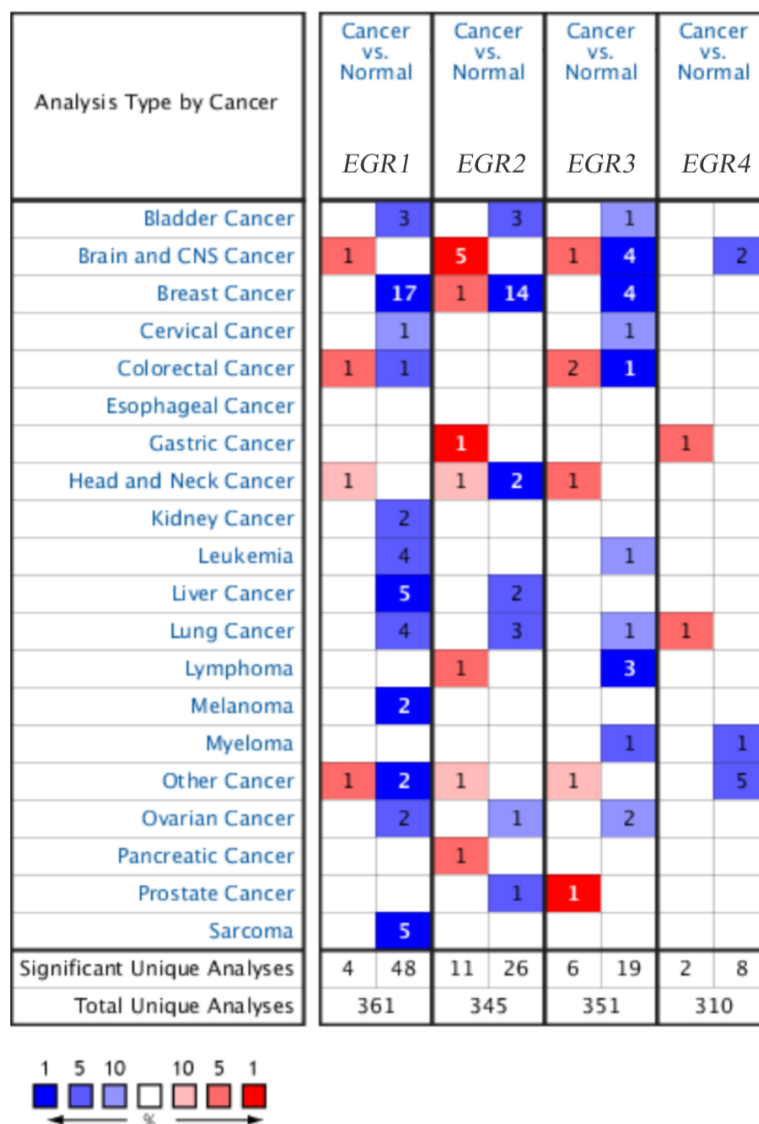 Cancer vs. Normal Cancer vs. Normal Cancer vs. Normal Cancer vs. Normal
Analysis Type by Cancer
EGR1 EGR2 EGR3 EGR4
Bladder Cancer 3 3 1
Brain and CNS Cancer 1 5 1 4 2
Breast Cancer 17 1 14 4
Cervical Cancer 1 1
Colorectal Cancer 1 1 2 1
Esophageal Cancer
Gastric Cancer 1 1
Head and Neck Cancer 1 1 2 1
Kidney Cancer 2
Leukemia 4 1
Liver Cancer 5 2
Lung Cancer 4 3 1 1
Lymphoma 1 3
Melanoma 2
Myeloma 1 1
Other Cancer 1 2 1 1 5
Ovarian Cancer 2 1 2
Pancreatic Cancer 1
Prostate Cancer 1 1
Sarcoma 5
Significant Unique Analyses 4 48 11 26 6 19 2 8
Total Unique Analyses 361 345 351 310
1 5 10 10 5 1
%